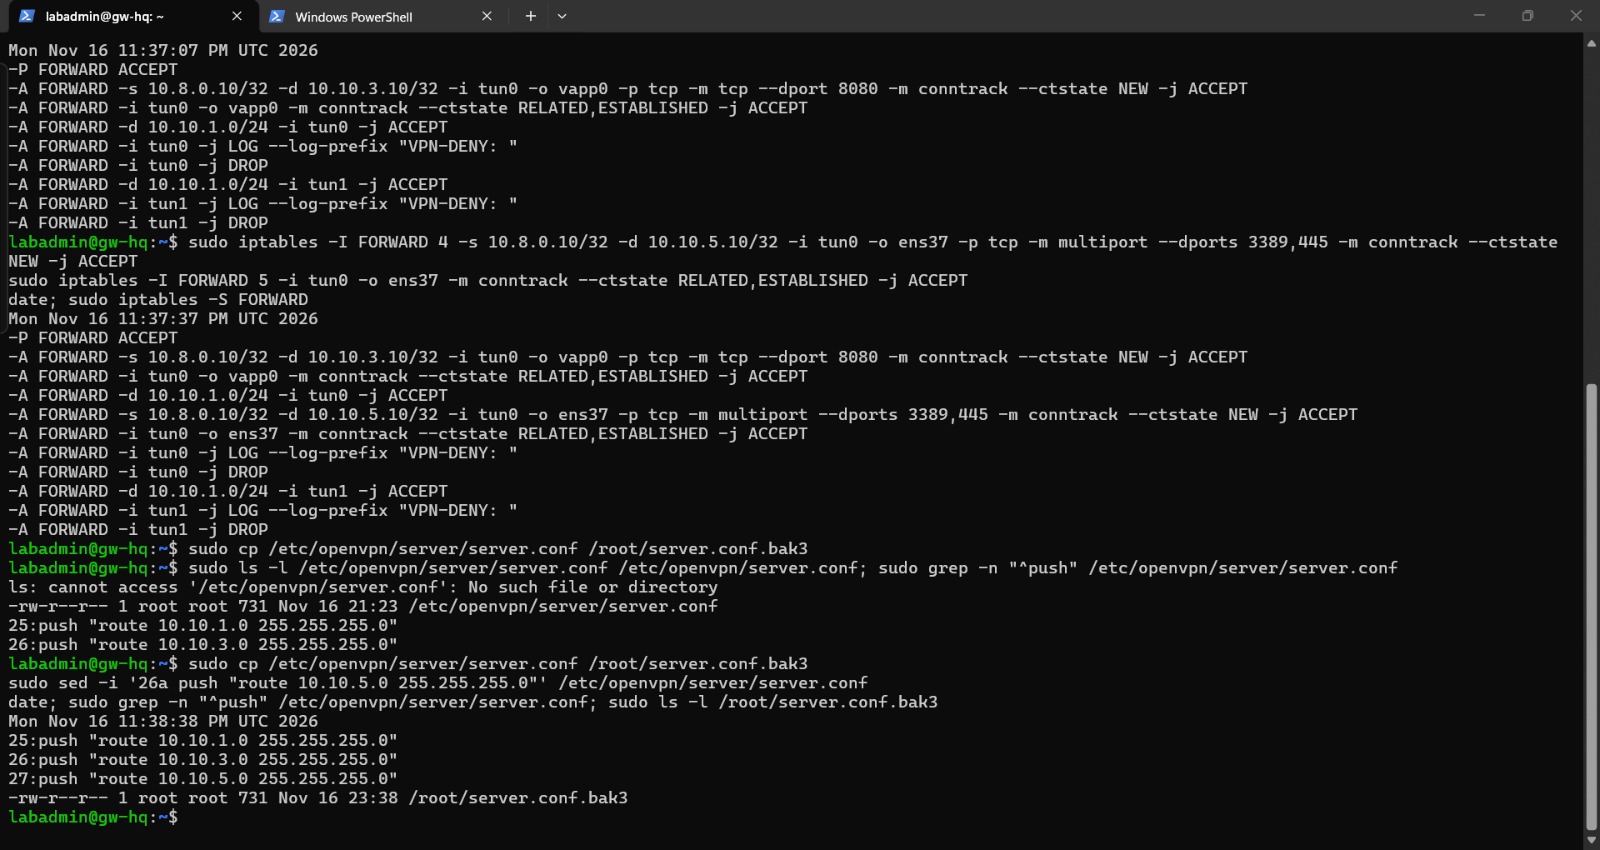 labadmin@gw-hq: ~
Windows PowerShell
Mon Nov 16 11:37:07 PM UTC 2026
-P FORWARD ACCEPT
-A FORWARD -s 10.8.0.10/32 -d 10.10.3.10/32 -i tun0 -o vapp0 -p tcp -m tcp --dport 8080 -m conntrack --ctstate NEW -j ACCEPT
-A FORWARD -i tun0 -o vapp0 -m conntrack --ctstate RELATED,ESTABLISHED -j ACCEPT
-A FORWARD -d 10.10.1.0/24 -i tun0 -j ACCEPT
-A FORWARD -i tun0 -j LOG --log-prefix "VPN-DENY: "
-A FORWARD -i tun0 -j DROP
-A FORWARD -d 10.10.1.0/24 -i tun1 -j ACCEPT
-A FORWARD -i tun1 -j LOG --log-prefix "VPN-DENY: "
-A FORWARD -i tun1 -j DROP
labadmin@gw-hq:~$ sudo iptables -I FORWARD 4 -s 10.8.0.10/32 -d 10.10.5.10/32 -i tun0 -o ens37 -p tcp -m multiport --dports 3389,445 -m conntrack --ctstate
NEW -j ACCEPT
sudo iptables -I FORWARD 5 -i tun0 -o ens37 -m conntrack --ctstate RELATED,ESTABLISHED -j ACCEPT
date; sudo iptables -S FORWARD
Mon Nov 16 11:37:37 PM UTC 2026
-P FORWARD ACCEPT
-A FORWARD -s 10.8.0.10/32 -d 10.10.3.10/32 -i tun0 -o vapp0 -p tcp -m tcp --dport 8080 -m conntrack --ctstate NEW -j ACCEPT
-A FORWARD -i tun0 -o vapp0 -m conntrack --ctstate RELATED,ESTABLISHED -j ACCEPT
-A FORWARD -d 10.10.1.0/24 -i tun0 -j ACCEPT
-A FORWARD -s 10.8.0.10/32 -d 10.10.5.10/32 -i tun0 -o ens37 -p tcp -m multiport --dports 3389,445 -m conntrack --ctstate NEW -j ACCEPT
-A FORWARD -i tun0 -o ens37 -m conntrack --ctstate RELATED,ESTABLISHED -j ACCEPT
-A FORWARD -i tun0 -j LOG --log-prefix "VPN-DENY: "
-A FORWARD -i tun0 -j DROP
-A FORWARD -d 10.10.1.0/24 -i tun1 -j ACCEPT
-A FORWARD -i tun1 -j LOG --log-prefix "VPN-DENY: "
-A FORWARD -i tun1 -j DROP
labadmin@gw-hq:~$ sudo cp /etc/openvpn/server/server.conf /root/server.conf.bak3
labadmin@gw-hq:~$ sudo ls -l /etc/openvpn/server/server.conf /etc/openvpn/server.conf; sudo grep -n "^push" /etc/openvpn/server/server.conf
ls: cannot access '/etc/openvpn/server.conf': No such file or directory
-rw-r--r-- 1 root root 731 Nov 16 21:23 /etc/openvpn/server/server.conf
25:push "route 10.10.1.0 255.255.255.0"
26:push "route 10.10.3.0 255.255.255.0"
labadmin@gw-hq:~$ sudo cp /etc/openvpn/server/server.conf /root/server.conf.bak3
sudo sed -i '26a push "route 10.10.5.0 255.255.255.0"' /etc/openvpn/server/server.conf
date; sudo grep -n "^push" /etc/openvpn/server/server.conf; sudo ls -l /root/server.conf.bak3
Mon Nov 16 11:38:38 PM UTC 2026
25:push "route 10.10.1.0 255.255.255.0"
26:push "route 10.10.3.0 255.255.255.0"
27:push "route 10.10.5.0 255.255.255.0"
-rw-r--r-- 1 root root 731 Nov 16 23:38 /root/server.conf.bak3
labadmin@gw-hq:~$